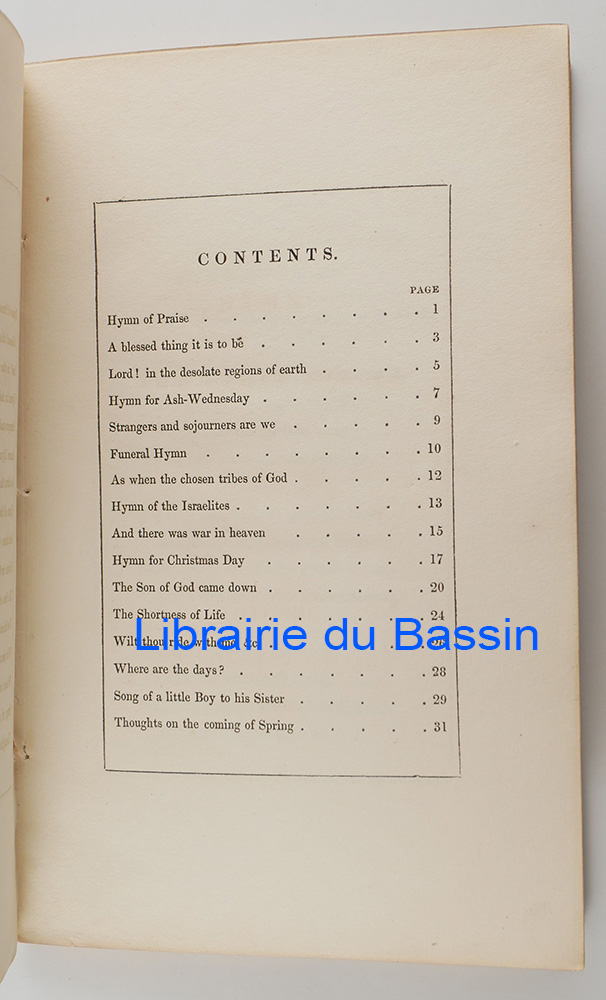 CONTENTS.
PAGE
Hymn of Praise . . . . . . . . 1
A blessed thing it is to be . . . . . . 3
Lord! in the desolate regions of earth . . . . 5
Hymn for Ash-Wednesday . . . . . . 7
Strangers and sojourners are we . . . . . 9
Funeral Hymn . . . . . . . 10
As when the chosen tribes of God . . . . . 12
Hymn of the Israelites . . . . . . 13
And there was war in heaven . . . . . 15
Hymn for Christmas Day . . . . . . 17
The Son of God came down . . . . . . 20
The Shortness of Life . . . . . . . 24
Wilt thou &c.
Librairie du Bassin
Where are the days? . . . . . . . 28
Song of a little Boy to his Sister . . . . . 29
Thoughts on the coming of Spring . . . . . 31